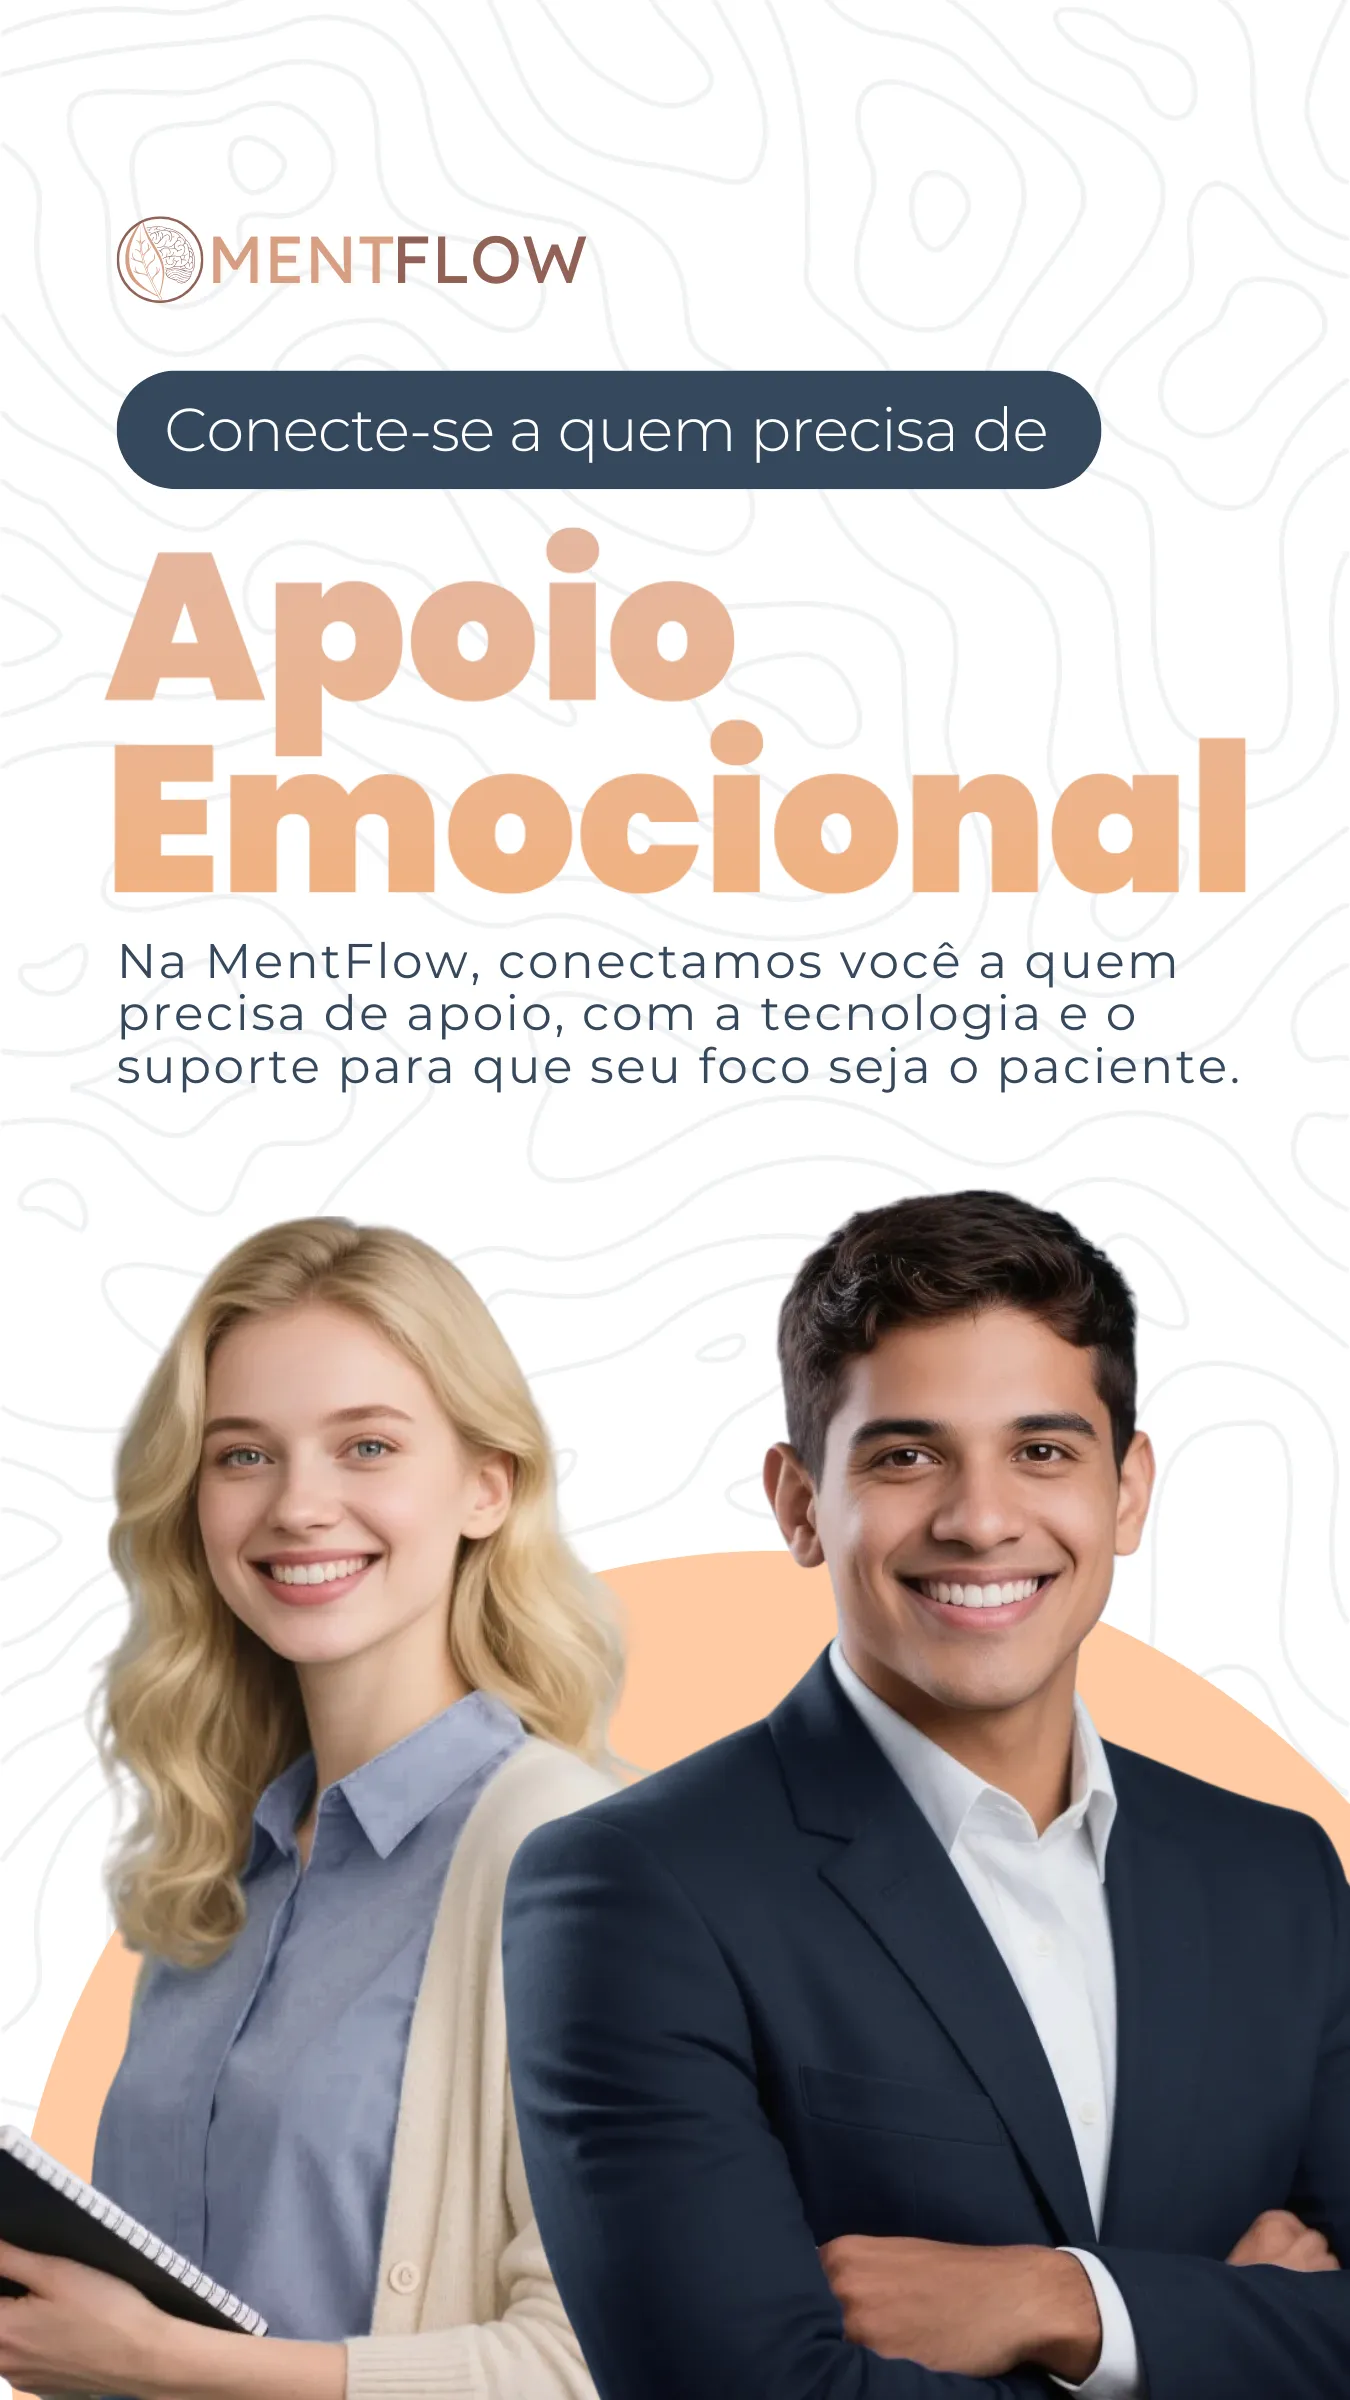 MENTFLOW
Conecte-se a quem precisa de
Apoio
Emocional
Na MentFlow, conectamos você a quem
precisa de apoio, com a tecnologia e o
suporte para que seu foco seja o paciente.